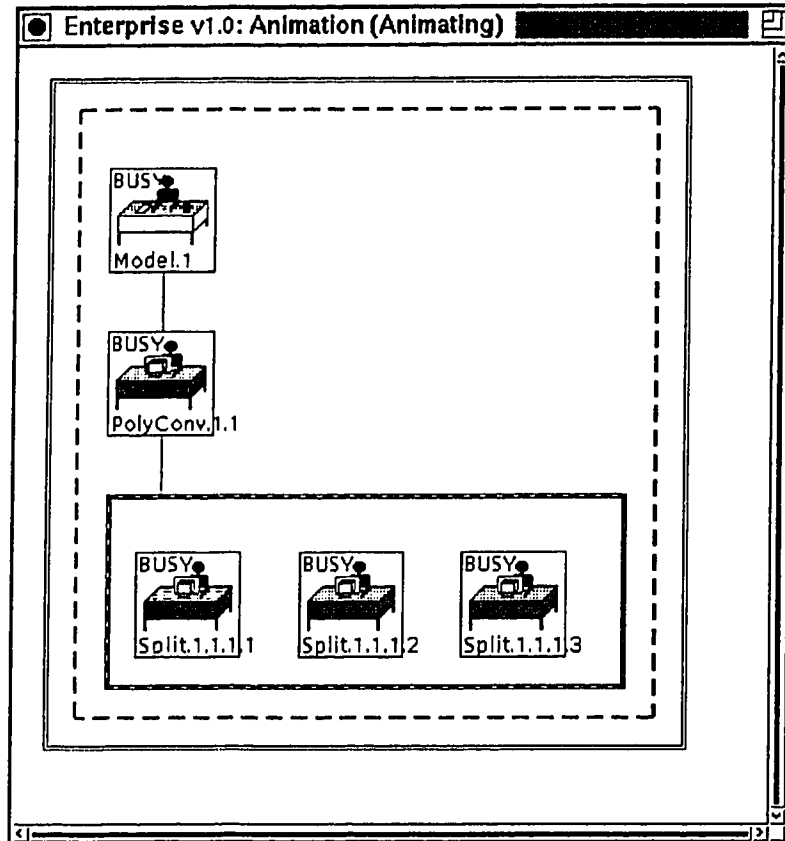 Enterprise v1.0: Animation (Animating)
BUSY
Model.1
BUSY
PolyConv.1.1
BUSY BUSY BUSY
Split.1.1.1.1 Split.1.1.1.2 Split.1.1.1.3